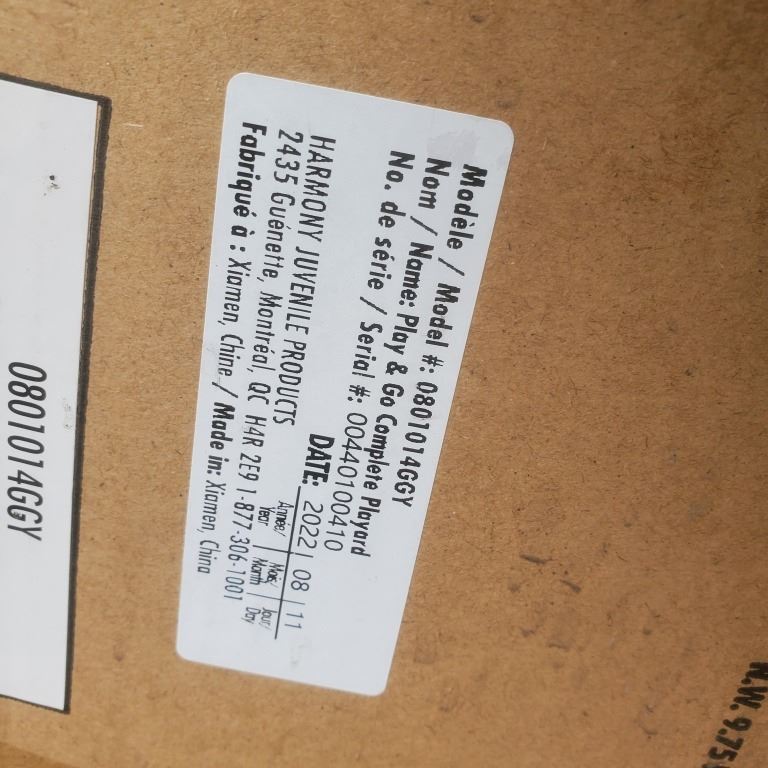 Modèle / Model #: 0801014GGY
Nom / Name: Play & Go Complete Playard
No. de série / Serial #: 00440100410
DATE: 2022 | 08 | 11
Année/ Mois/ Jour/
Year Month Day
HARMONY JUVENILE PRODUCTS
2435 Guénette, Montréal, QC H4R 2E9 1-877-306-1001
Fabriqué à : Xiamen, Chine / Made in: Xiamen, China
0801014GGY
N.W. 9.75